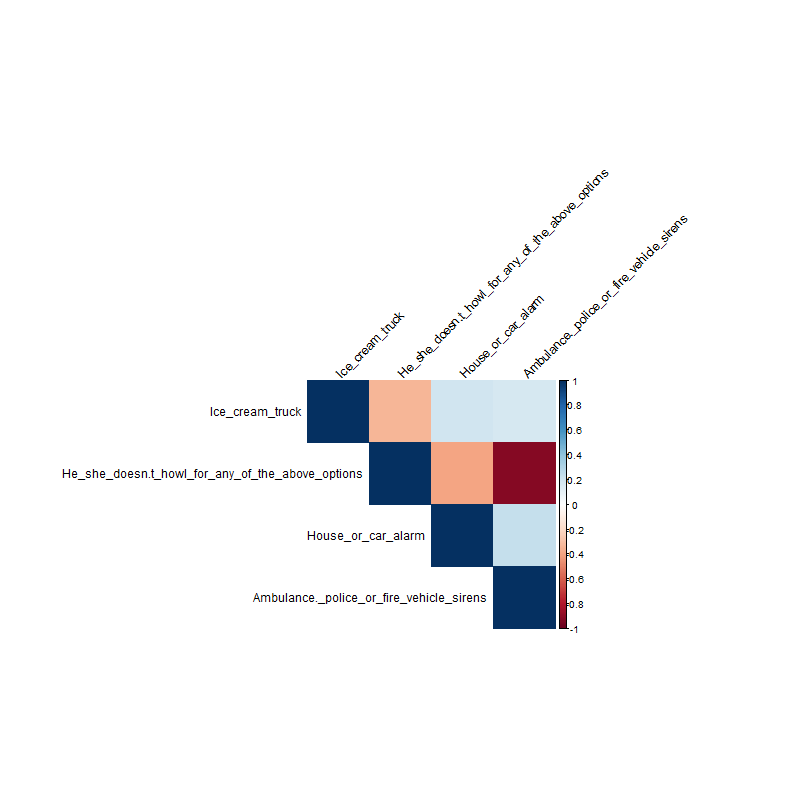 Ice_cream_truck
He_she_doesn.t_howl_for_any_of_the_above_options
House_or_car_alarm
Ambulance._police_or_fire_vehicle_sirens
Ice_cream_truck
He_she_doesn.t_howl_for_any_of_the_above_options
House_or_car_alarm
Ambulance._police_or_fire_vehicle_sirens
1
0.8
0.6
0.4
0.2
0
-0.2
-0.4
-0.6
-0.8
-1